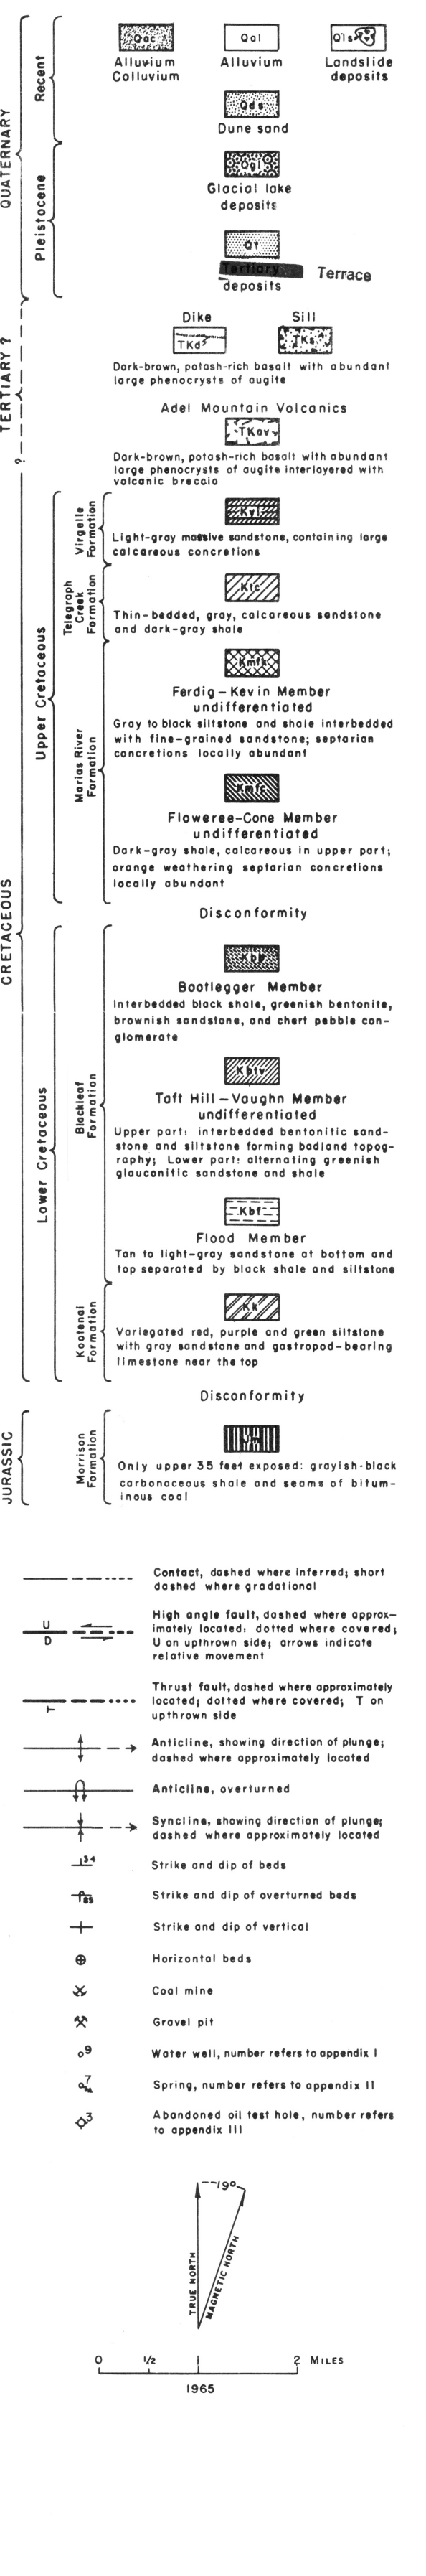 QUATERNARY
Recent
Qac
Qal
Qls
Alluvium
Colluvium
Alluvium
Landslide
deposits
Qds
Dune sand
Pleistocene
Qgl
Glacial lake
deposits
Qt
Tertiary
Terrace
deposits
TERTIARY ?
?
Dike
Sill
TKd
TKs
Dark-brown, potash-rich basalt with abundant
large phenocrysts of augite
Adel Mountain Volcanics
TKav
Dark-brown, potash-rich basalt with abundant
large phenocrysts of augite interlayered with
volcanic breccia
CRETACEOUS
Upper Cretaceous
Virgelle
Formation
Light-gray massive sandstone, containing large
calcareous concretions
Telegraph
Creek
Formation
Ktc
Thin-bedded, gray, calcareous sandstone
and dark-gray shale
Marias River
Formation
Kmfk
Ferdig-Kevin Member
undifferentiated
Gray to black siltstone and shale interbedded
with fine-grained sandstone; septarian
concretions locally abundant
Kmfc
Floweree-Cone Member
undifferentiated
Dark-gray shale, calcareous in upper part;
orange weathering septarian concretions
locally abundant
Disconformity
Lower Cretaceous
Blackleaf
Formation
Bootlegger Member
Interbedded black shale, greenish bentonite,
brownish sandstone, and chert pebble con-
glomerate
Kbtv
Taft Hill-Vaughn Member
undifferentiated
Upper part: interbedded bentonitic sand-
stone and siltstone forming badland topog-
raphy; Lower part: alternating greenish
glauconitic sandstone and shale
Kbf
Flood Member
Tan to light-gray sandstone at bottom and
top separated by black shale and siltstone
Kootenai
Formation
Kk
Variegated red, purple and green siltstone
with gray sandstone and gastropod-bearing
limestone near the top
Disconformity
JURASSIC
Morrison
Formation
Jm
Only upper 35 feet exposed: grayish-black
carbonaceous shale and seams of bitum-
inous coal
Contact, dashed where inferred; short
dashed where gradational
U
D
High angle fault, dashed where approx-
imately located: dotted where covered;
U on upthrown side; arrows indicate
relative movement
T
Thrust fault, dashed where approximately
located; dotted where covered; T on
upthrown side
Anticline, showing direction of plunge;
dashed where approximately located
Anticline, overturned
Syncline, showing direction of plunge;
dashed where approximately located
34
Strike and dip of beds
85
Strike and dip of overturned beds
Strike and dip of vertical
Horizontal beds
Coal mine
Gravel pit
9
Water well, number refers to appendix I
7
Spring, number refers to appendix II
3
Abandoned oil test hole, number refers
to appendix III
19°
TRUE NORTH
MAGNETIC NORTH
0 1/2 1 2 MILES
1965